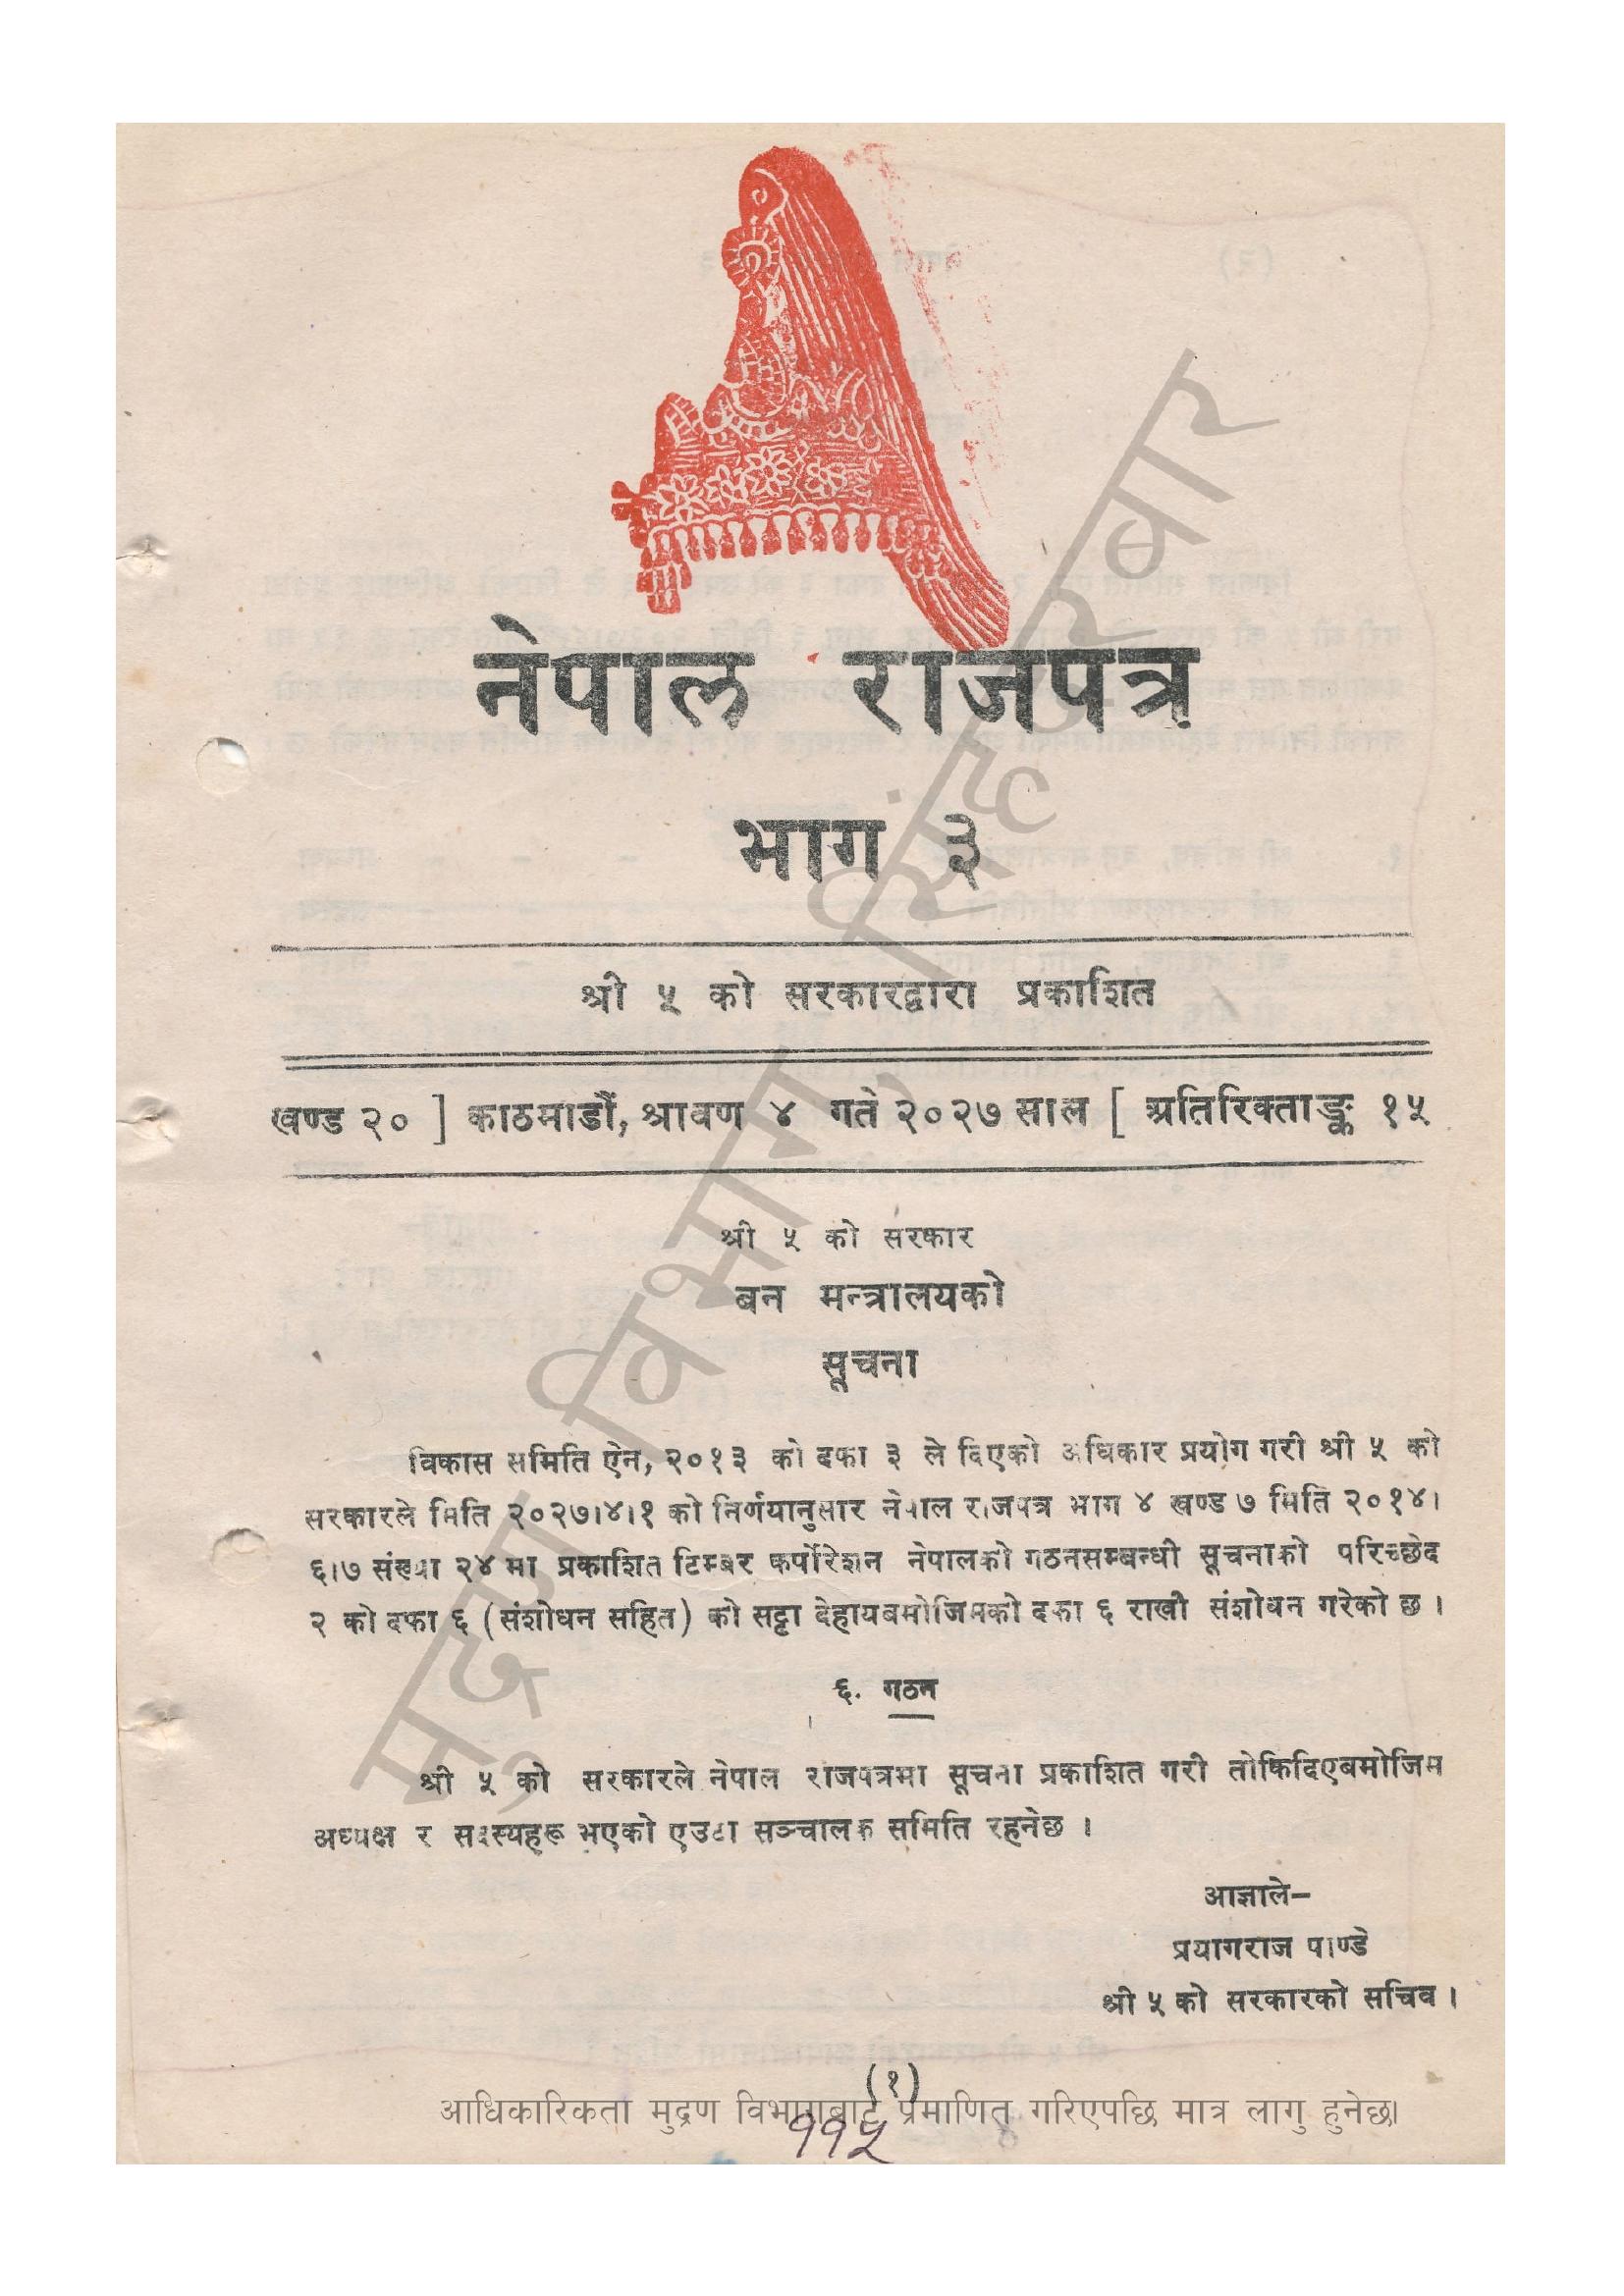 नेपाल राजपत्र
भाग ३
श्री ५ को सरकारद्वारा प्रकाशित
खण्ड २० ] काठमाडौं, श्रावण ४ गते २०२७ साल [ अतिरिक्ताङ्क १५
श्री ५ को सरकार
बन मन्त्रालयको
सूचना
विकास समिति ऐन, २०१३ को दफा ३ ले दिएको अधिकार प्रयोग गरी श्री ५ को
सरकारले मिति २०२७।४।१ को निर्णयानुसार नेपाल राजपत्र भाग ४ खण्ड ७ मिति २०१४।
६।७ संख्या २४ मा प्रकाशित टिम्बर कर्पोरेशन नेपालको गठनसम्बन्धी सूचनाको परिच्छेद
२ को दफा ६ (संशोधन सहित) को सट्टा देहायबमोजिमको दफा ६ राखी संशोधन गरेको छ ।
६. गठन
श्री ५ को सरकारले नेपाल राजपत्रमा सूचना प्रकाशित गरी तोकिदिएबमोजिम
अध्यक्ष र सदस्यहरू भएको एउटा सञ्चालक समिति रहनेछ ।
आज्ञाले–
प्रयागराज पाण्डे
श्री ५ को सरकारको सचिव ।
(१)
आधिकारिकता मुद्रण विभागबाट प्रमाणित गरिएपछि मात्र लागु हुनेछ।
११५
मुद्रण विभाग, सिंहदरबार